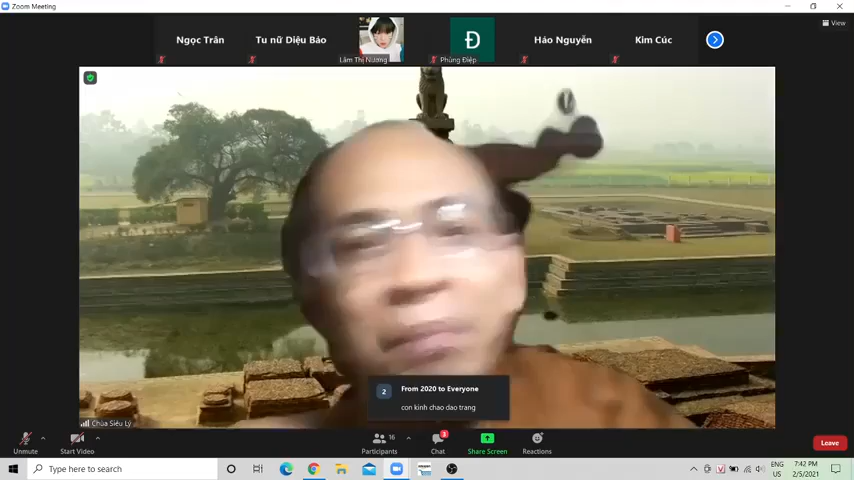 Zoom Meeting
View
Ngọc Trân
Tu nữ Diệu Bảo
Hảo Nguyễn
Kim Cúc
Đ
Lâm Thị Nương
Phùng Điệp
2
From 2020 to Everyone
con kinh chao dao trang
Chùa Siêu Lý
16
3
Unmute
Start Video
Participants
Chat
Share Screen
Reactions
Leave
Type here to search
ENG
US
7:42 PM
2/5/2021